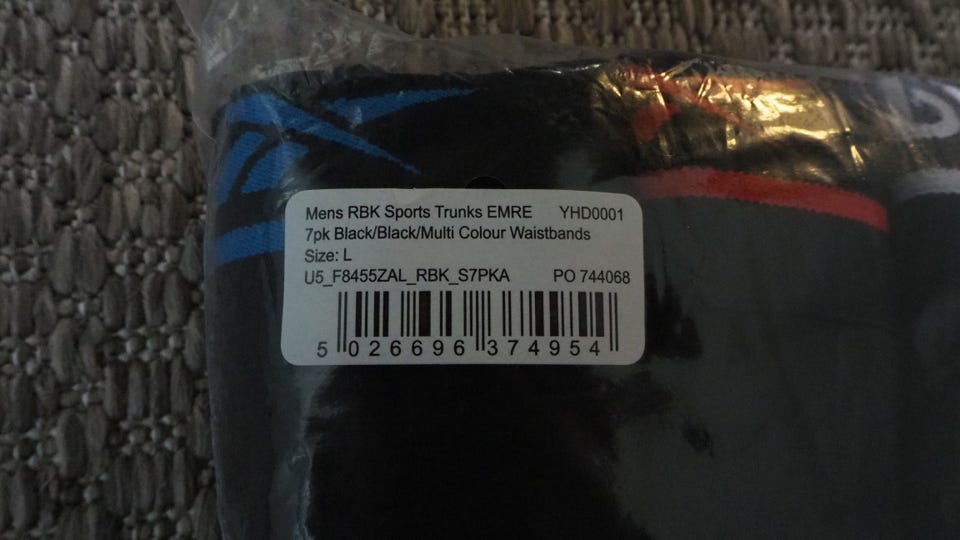 Mens RBK Sports Trunks EMRE YHD0001
7pk Black/Black/Multi Colour Waistbands
Size: L
U5_F8455ZAL_RBK_S7PKA PO 744068
5 026696 374954